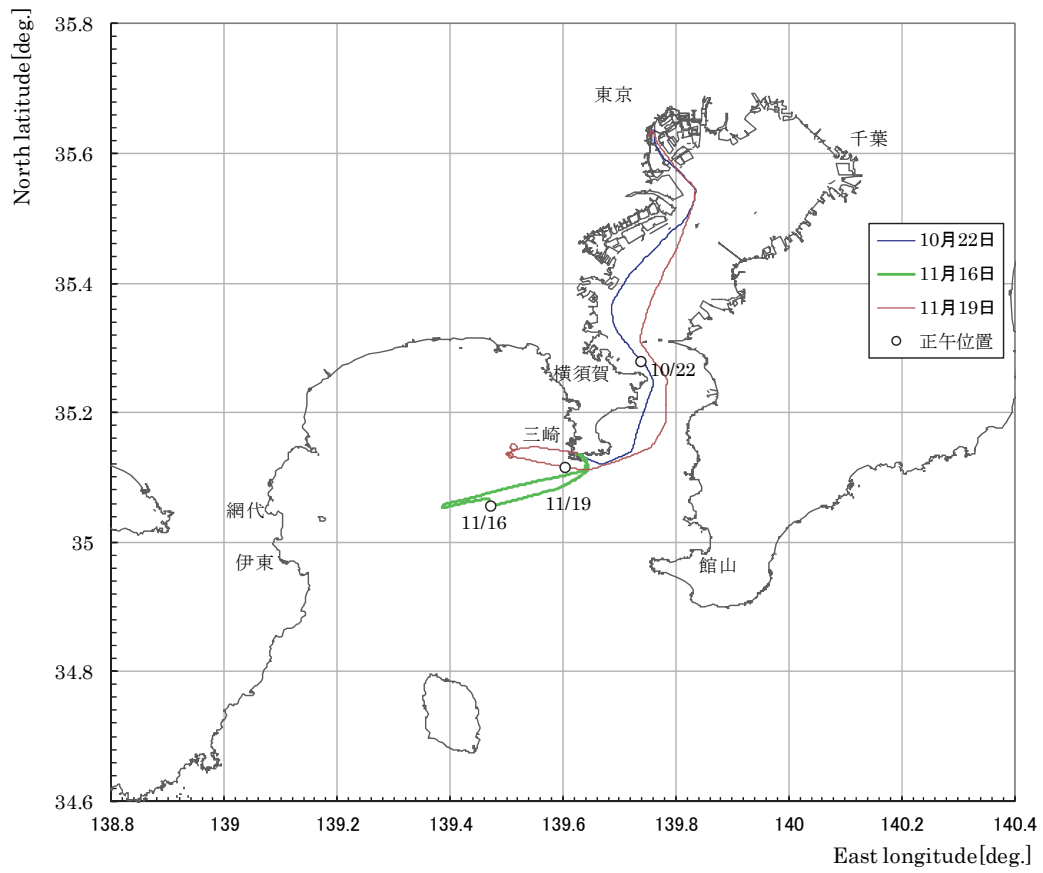 North latitude[deg.]
35.8
35.6
35.4
35.2
35
34.8
34.6
東京
千葉
10月22日
11月16日
11月19日
正午位置
横須賀
10/22
三崎
網代
11/16
11/19
伊東
館山
138.8
139
139.2
139.4
139.6
139.8
140
140.2
140.4
East longitude[deg.]